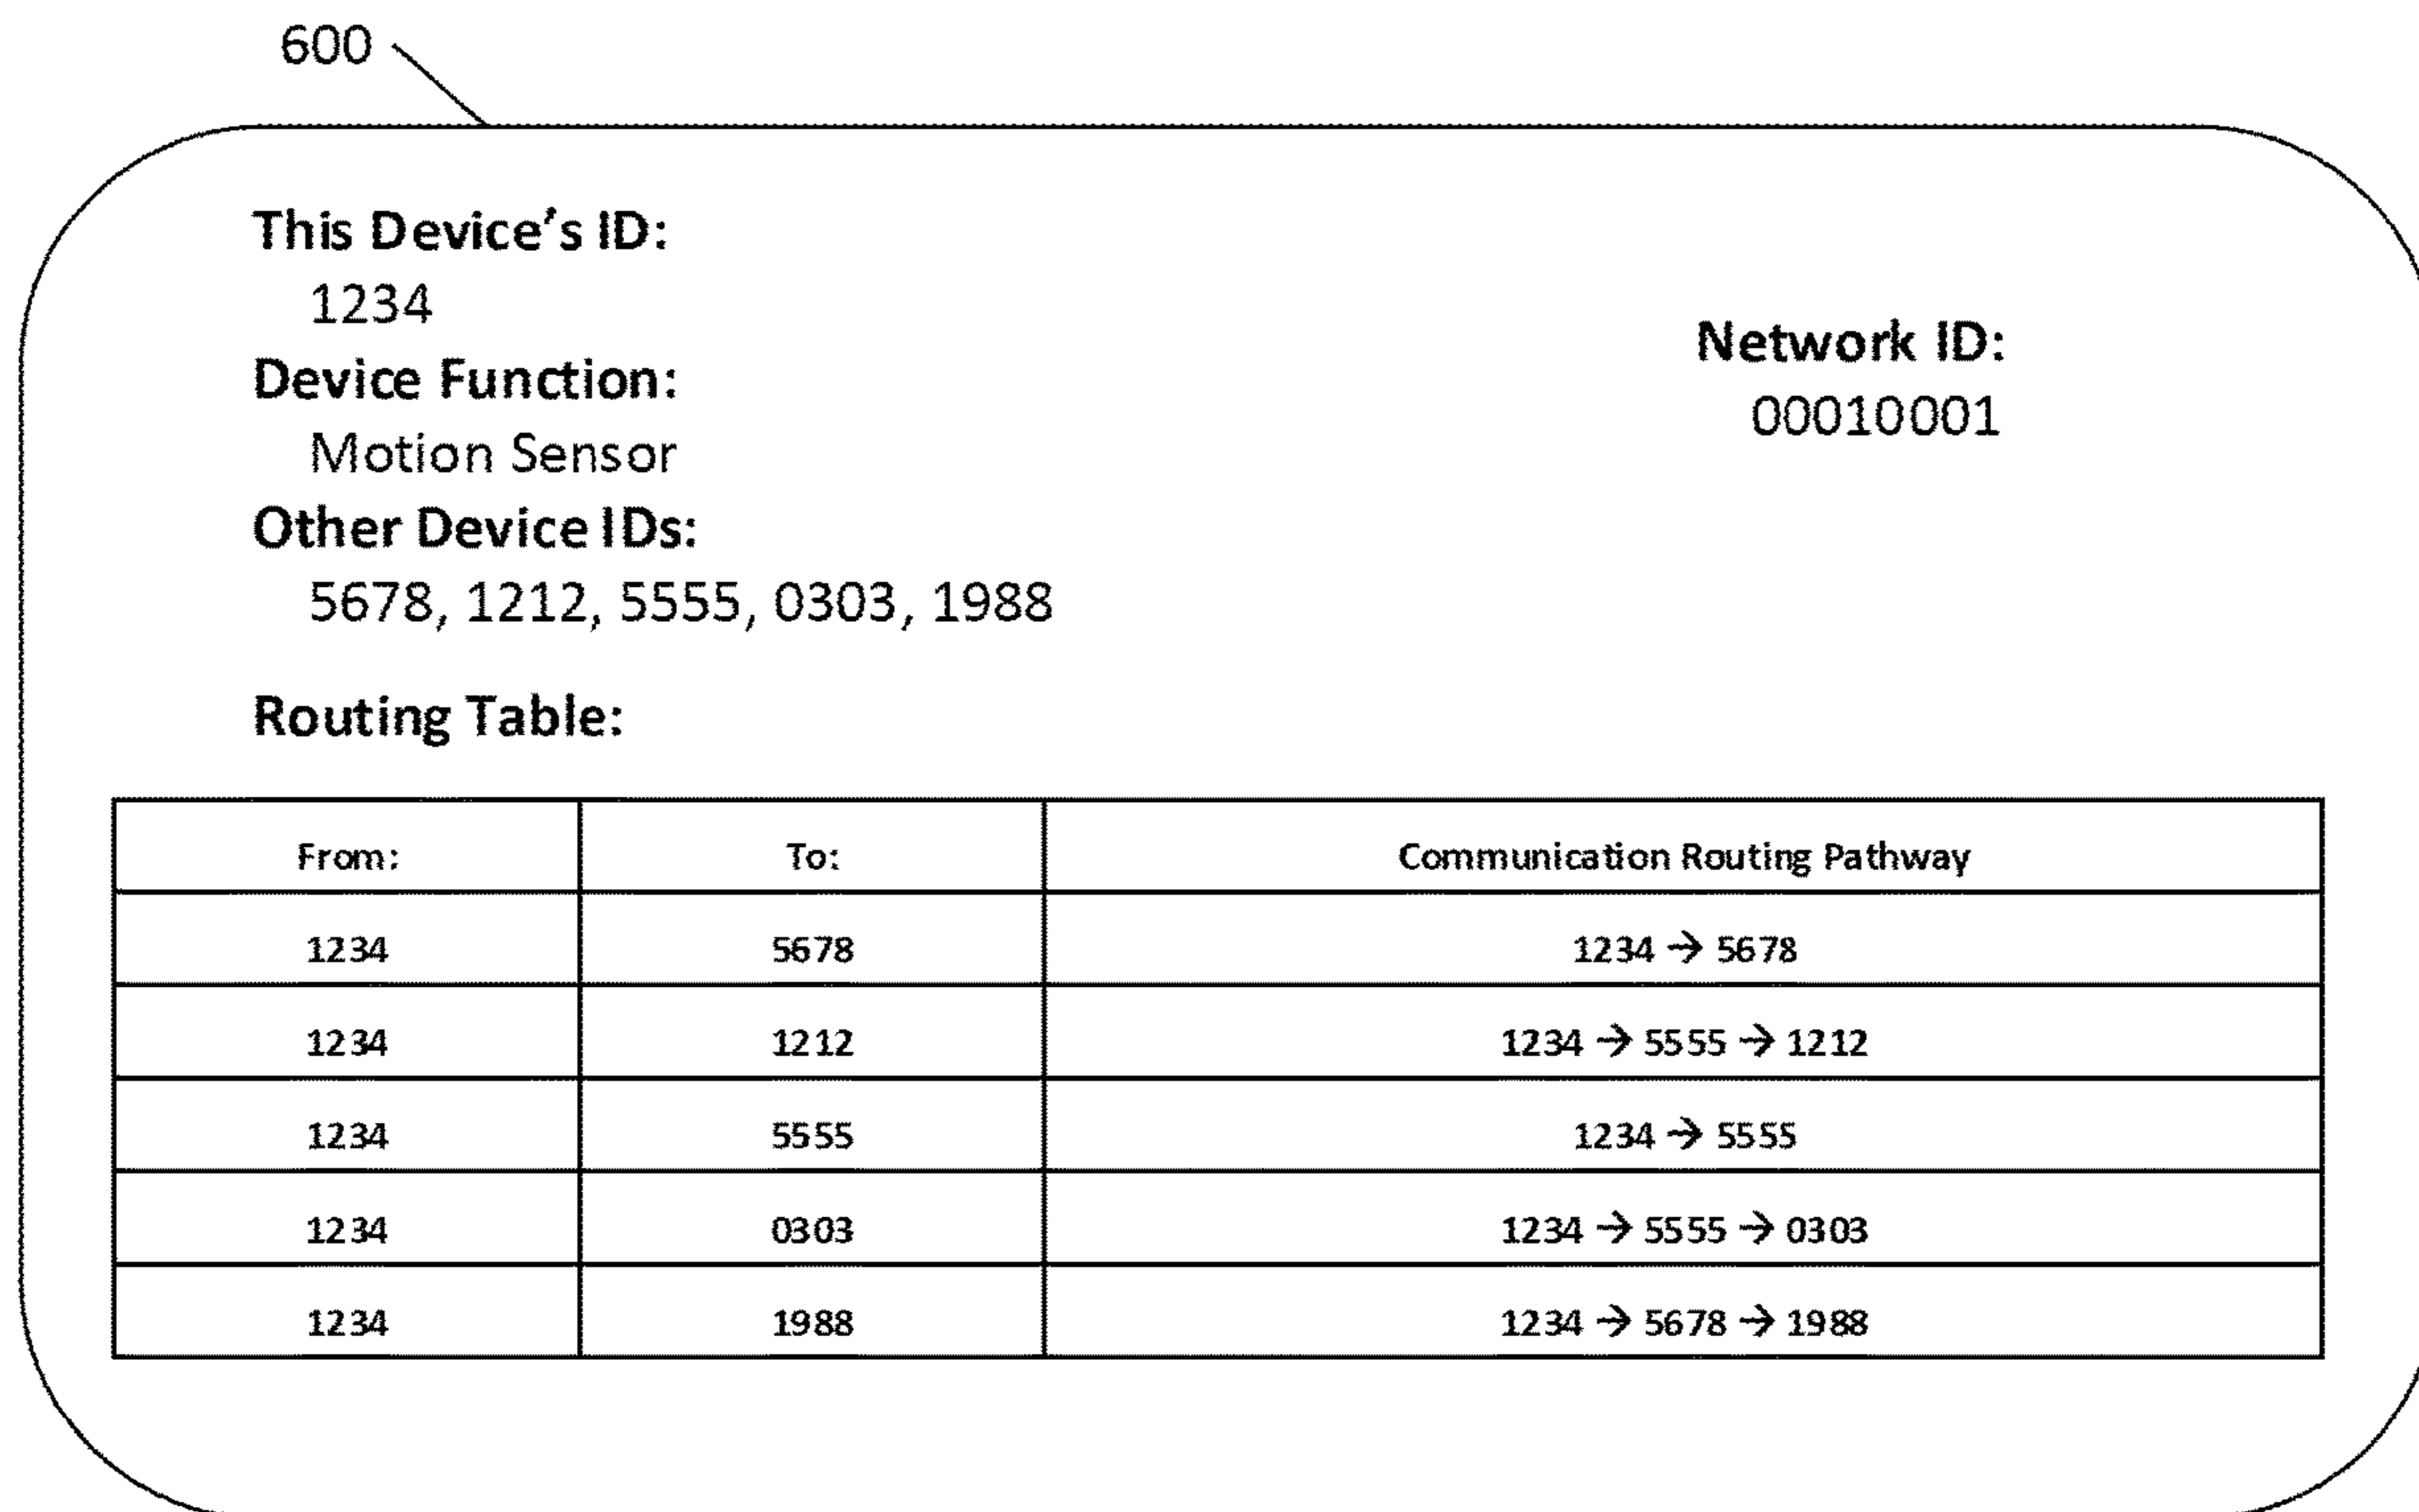 600
This Device's ID:
1234
Device Function:
Motion Sensor
Other Device IDs:
5678, 1212, 5555, 0303, 1988
Network ID:
00010001
Routing Table:
From: To: Communication Routing Pathway
1234 5678 1234 → 5678
1234 1212 1234 → 5555 → 1212
1234 5555 1234 → 5555
1234 0303 1234 → 5555 → 0303
1234 1988 1234 → 5678 → 1988